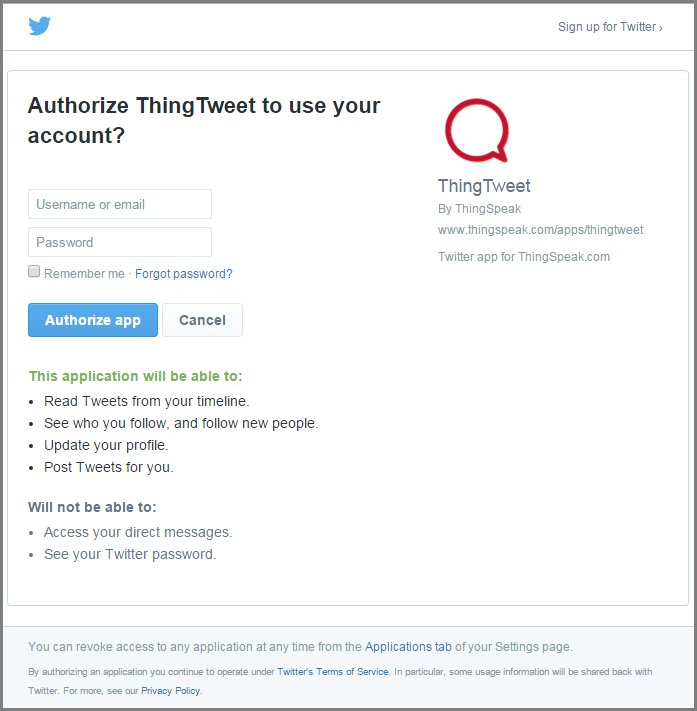 Sign up for Twitter ›
Authorize ThingTweet to use your
account?
Username or email
Password
Remember me · Forgot password?
Authorize app
Cancel
This application will be able to:
• Read Tweets from your timeline.
• See who you follow, and follow new people.
• Update your profile.
• Post Tweets for you.
Will not be able to:
• Access your direct messages.
• See your Twitter password.
ThingTweet
By ThingSpeak
www.thingspeak.com/apps/thingtweet
Twitter app for ThingSpeak.com
You can revoke access to any application at any time from the Applications tab of your Settings page.
By authorizing an application you continue to operate under Twitter's Terms of Service. In particular, some usage information will be shared back with
Twitter. For more, see our Privacy Policy.